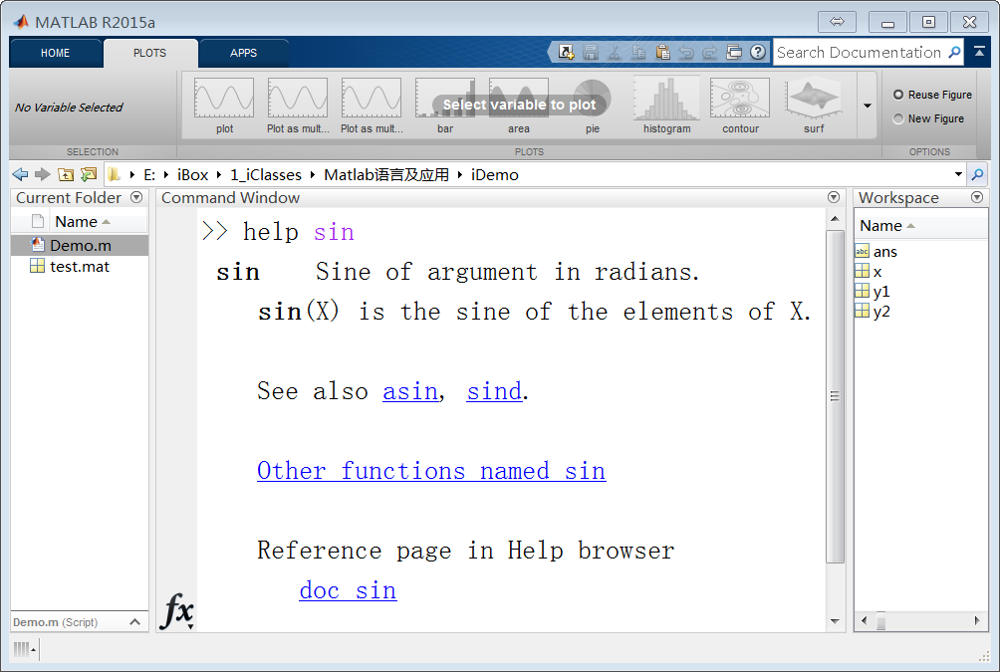 MATLAB R2015a
HOME
PLOTS
APPS
Search Documentation
No Variable Selected
Select variable to plot
plot
Plot as mult...
Plot as mult...
bar
area
pie
histogram
contour
surf
Reuse Figure
New Figure
SELECTION
PLOTS
OPTIONS
E: iBox 1_iClasses Matlab语言及应用 iDemo
Current Folder
Name
Demo.m
test.mat
Demo.m (Script)
Command Window
>> help sin
sin Sine of argument in radians.
sin(X) is the sine of the elements of X.
See also asin, sind.
Other functions named sin
Reference page in Help browser
doc sin
fx
Workspace
Name
abc ans
x
y1
y2